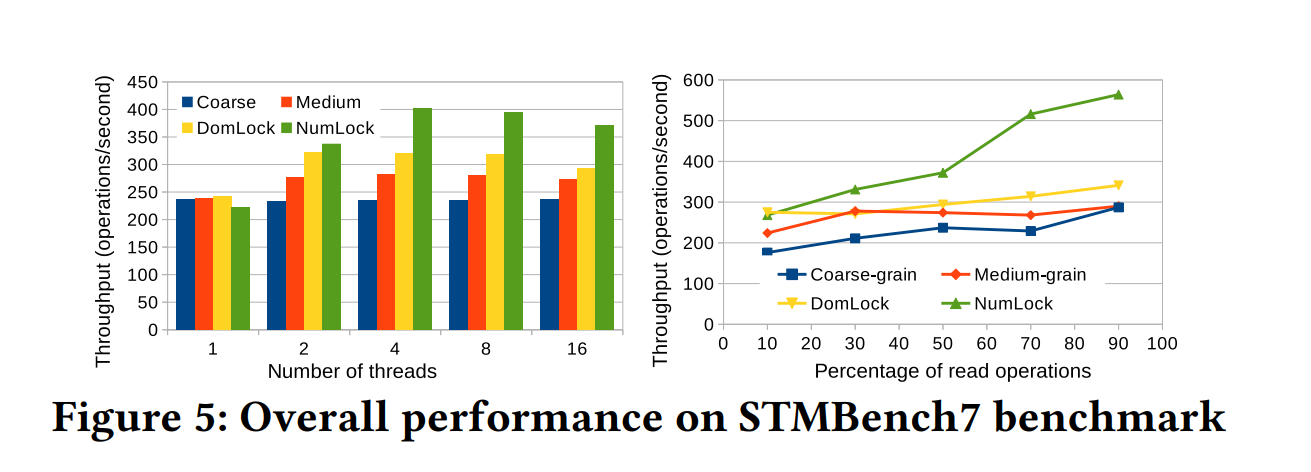 Throughput (operations/second)
450
400
350
300
250
200
150
100
50
0
Coarse Medium
DomLock NumLock
1 2 4 8 16
Number of threads
Throughput (operations/second)
600
500
400
300
200
100
0
Coarse-grain Medium-grain
DomLock NumLock
0 10 20 30 40 50 60 70 80 90 100
Percentage of read operations
Figure 5: Overall performance on STMBench7 benchmark